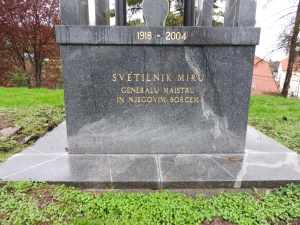 1918 - 2004
SVETILNIK MIRU
GENERALU MAISTRU
IN NJEGOVIM BORCEM